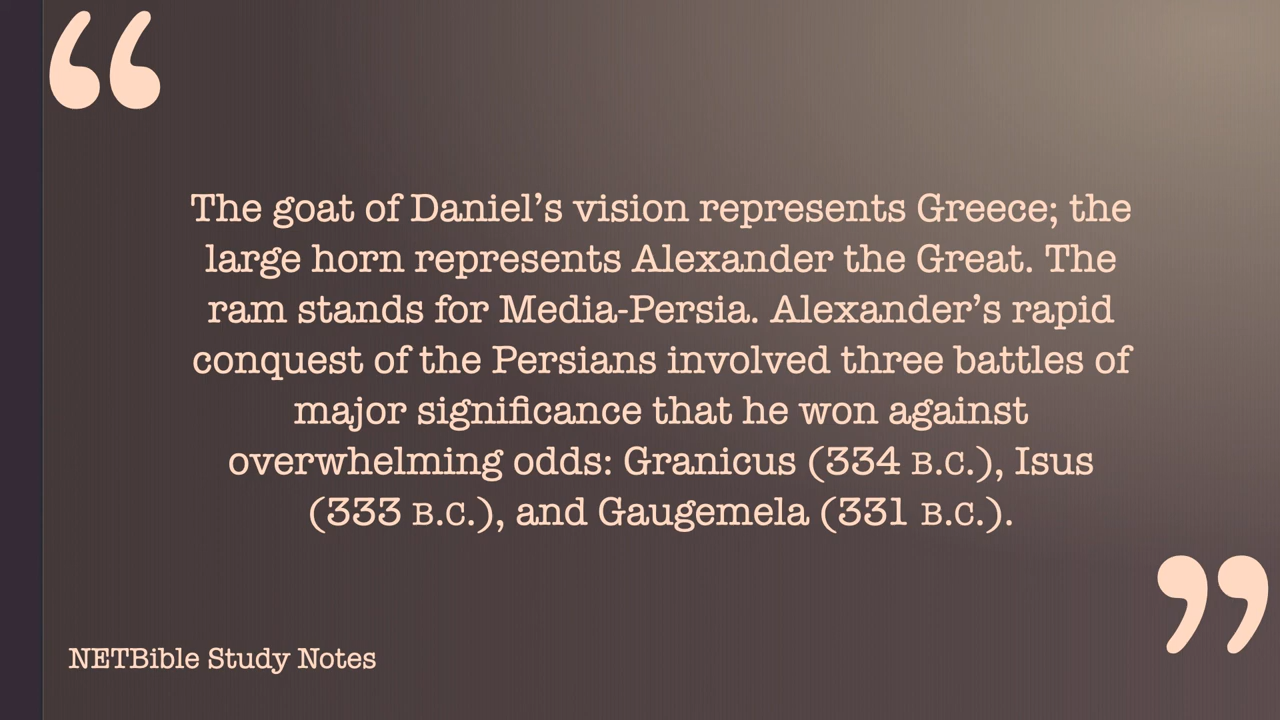 “
The goat of Daniel’s vision represents Greece; the
large horn represents Alexander the Great. The
ram stands for Media-Persia. Alexander’s rapid
conquest of the Persians involved three battles of
major significance that he won against
overwhelming odds: Granicus (334 B.C.), Isus
(333 B.C.), and Gaugemela (331 B.C.).
”
NETBible Study Notes